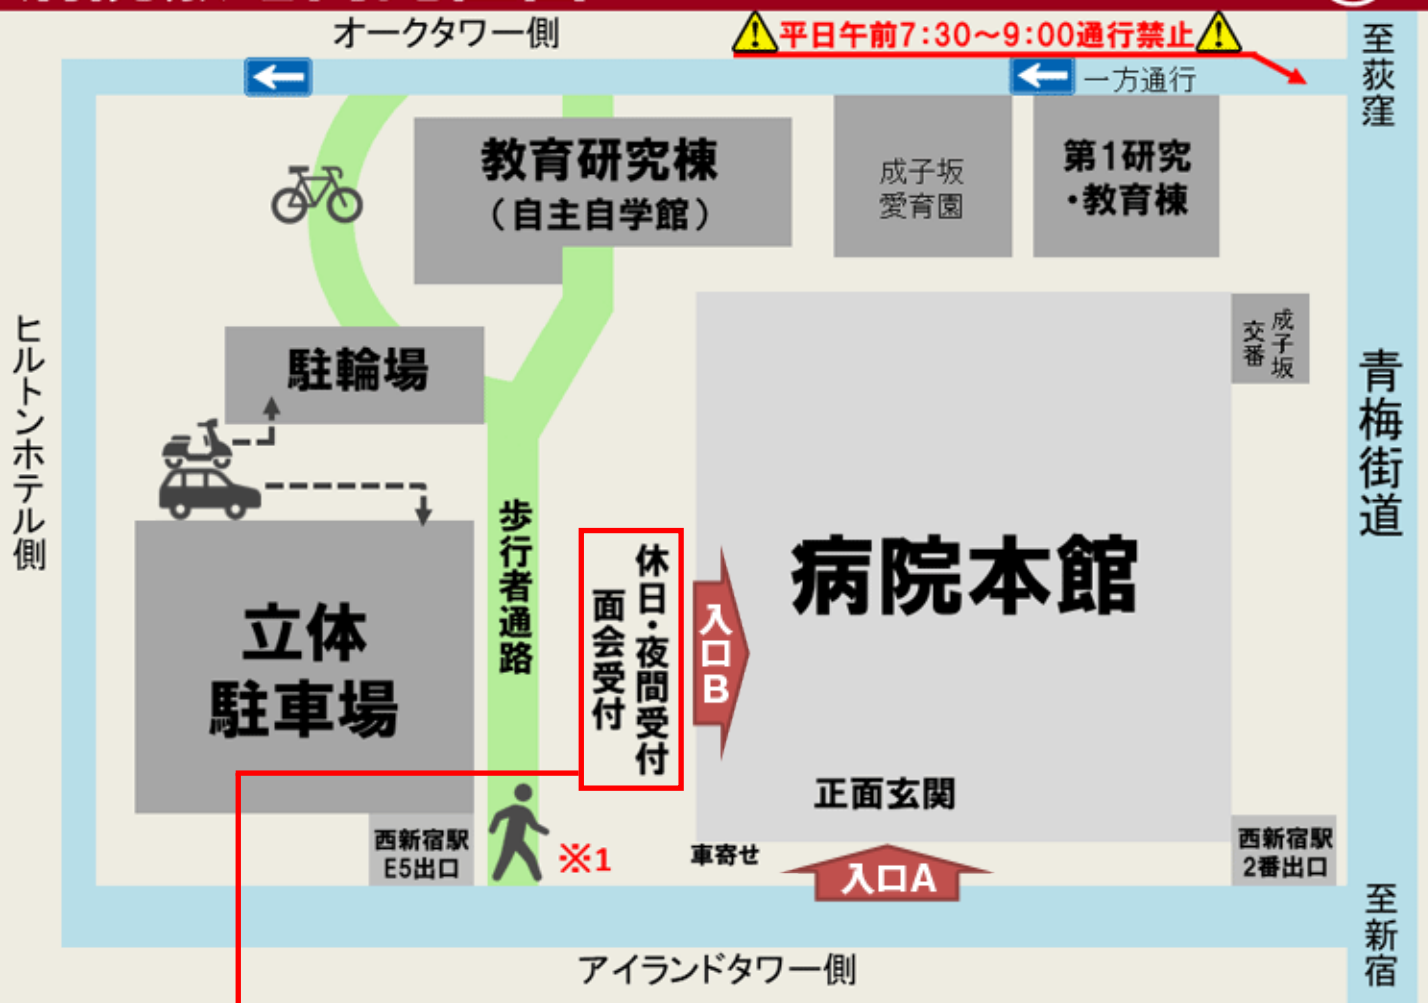 オークタワー側
平日午前7:30～9:00通行禁止
至荻窪
一方通行
教育研究棟
（自主自学館）
成子坂
愛育園
第1研究
・教育棟
成子坂
交番
ヒルトンホテル側
駐輪場
青梅街道
歩行者通路
休日・夜間受付
面会受付
入口B
病院本館
立体
駐車場
正面玄関
西新宿駅
E5出口
※1
車寄せ
入口A
西新宿駅
2番出口
至新宿
アイランドタワー側